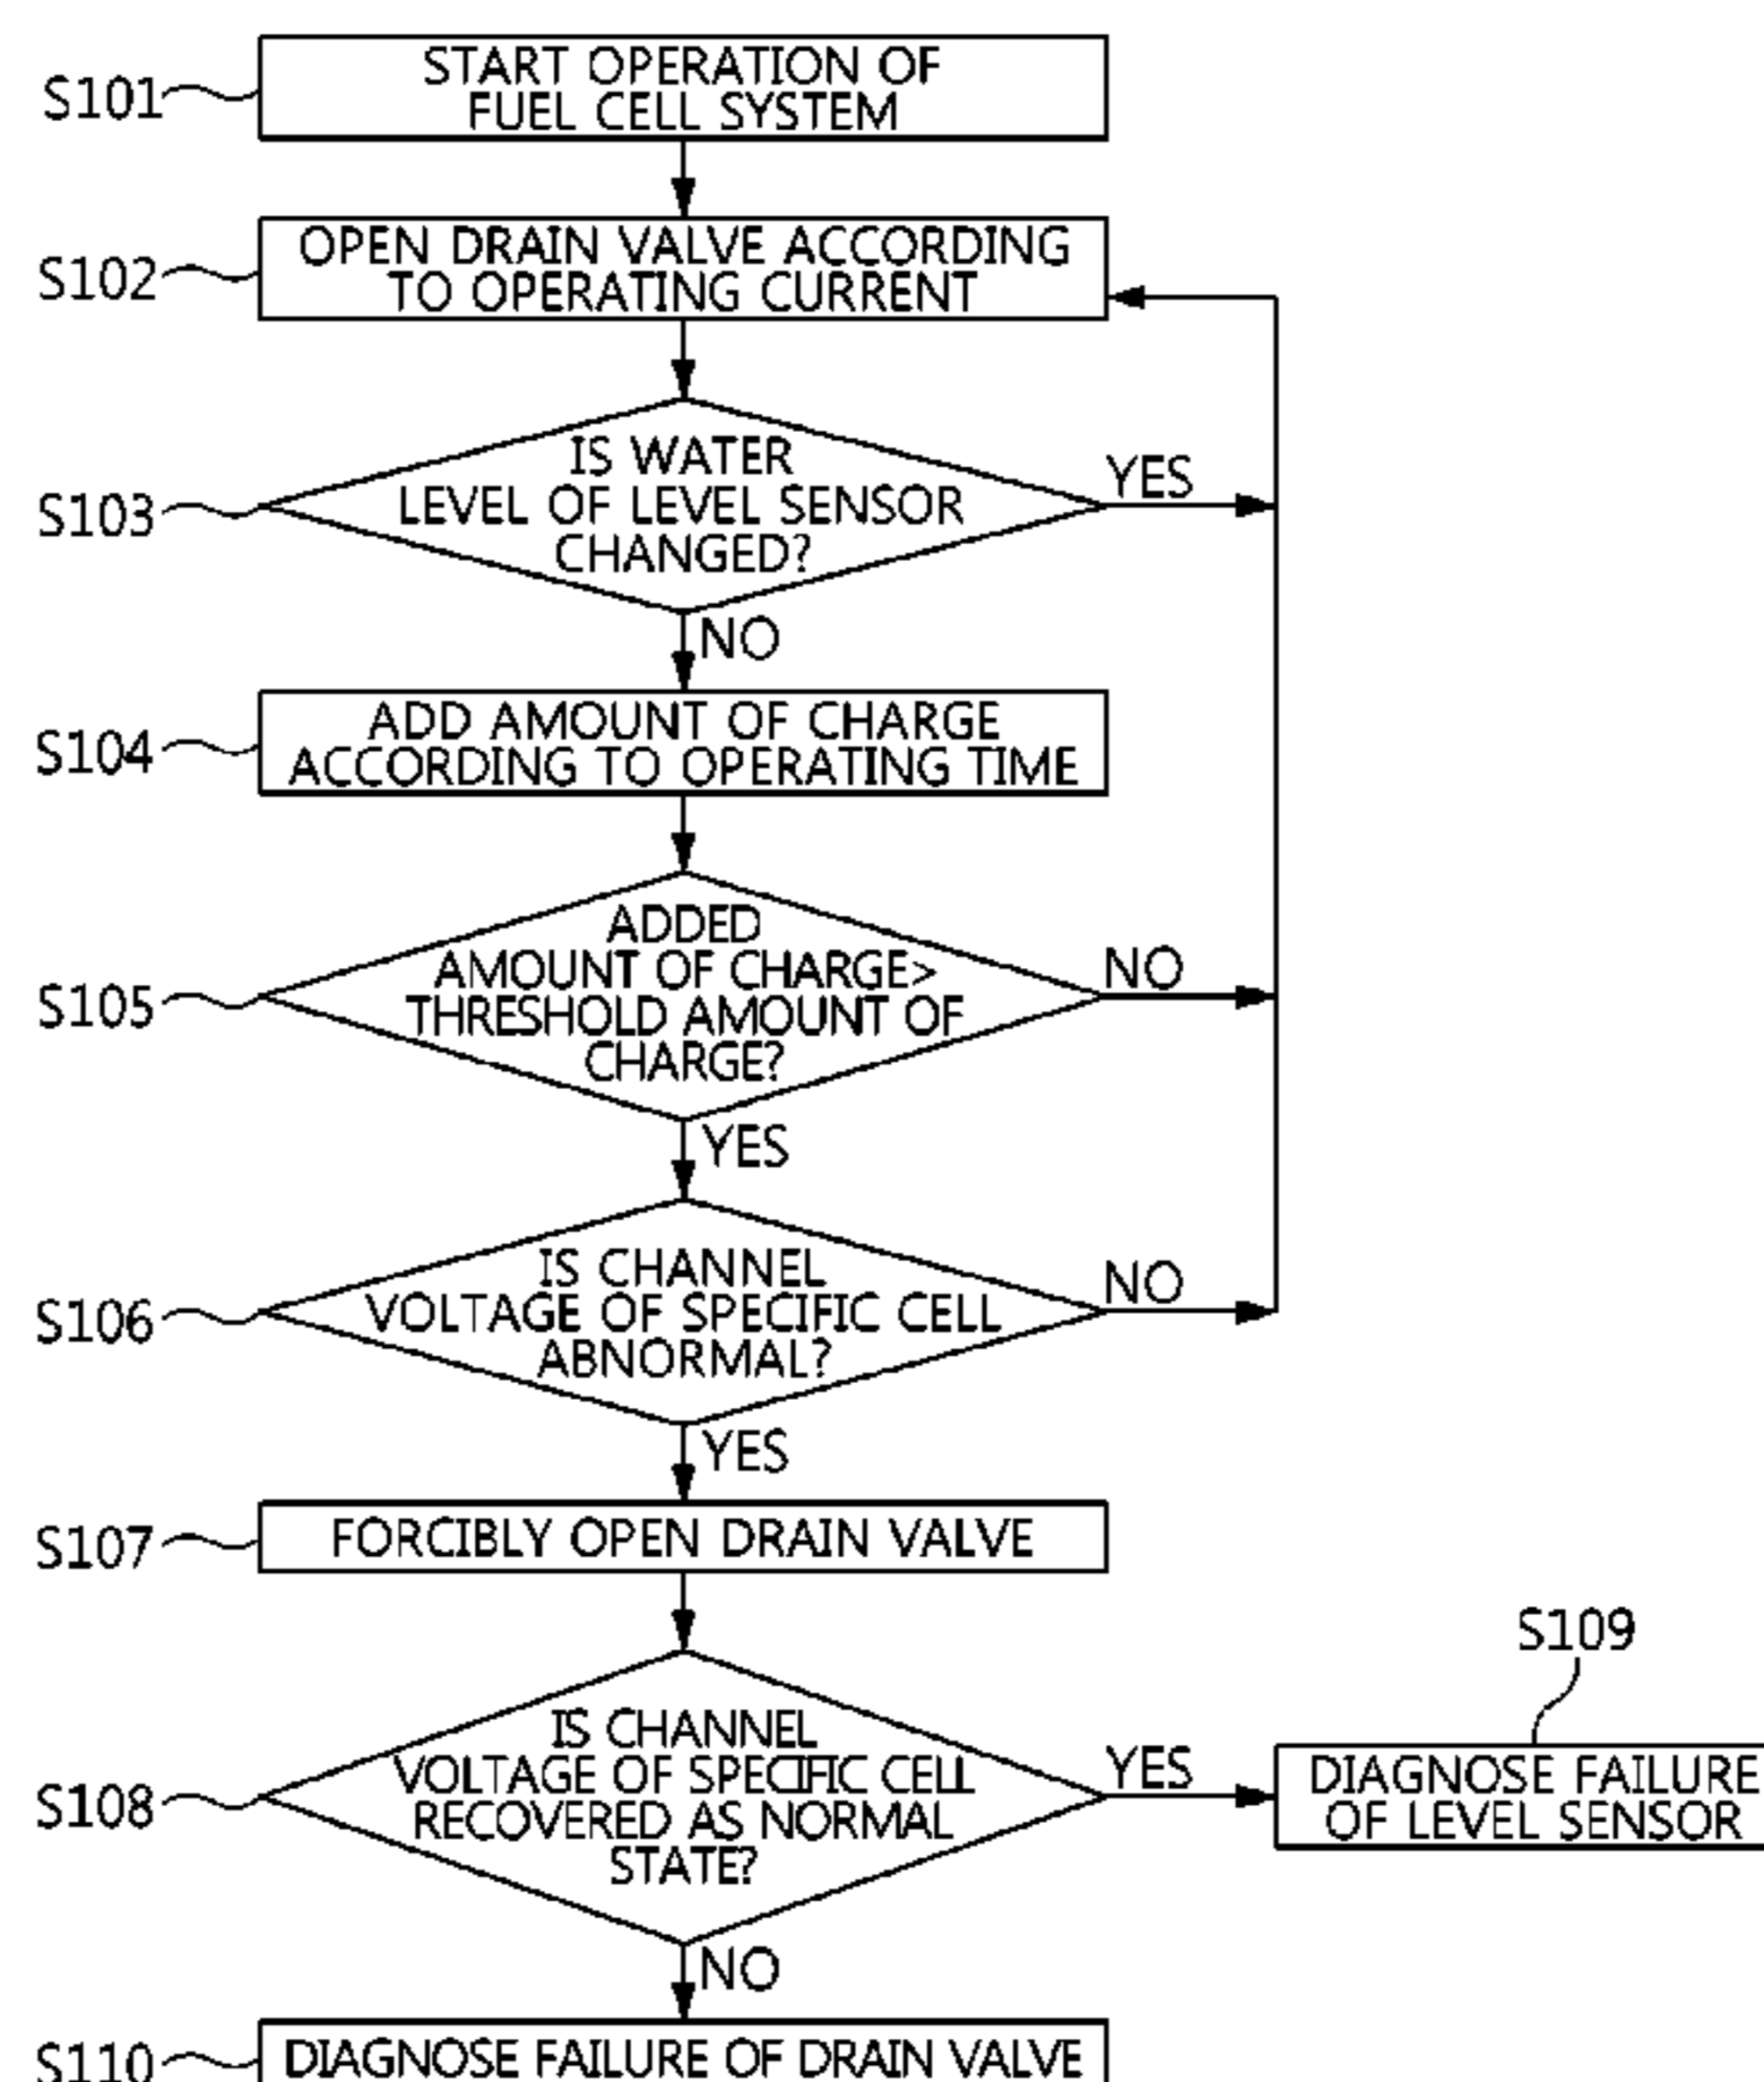 S101
START OPERATION OF
FUEL CELL SYSTEM
S102
OPEN DRAIN VALVE ACCORDING
TO OPERATING CURRENT
S103
IS WATER
LEVEL OF LEVEL SENSOR
CHANGED?
YES
NO
S104
ADD AMOUNT OF CHARGE
ACCORDING TO OPERATING TIME
S105
ADDED
AMOUNT OF CHARGE>
THRESHOLD AMOUNT OF
CHARGE?
NO
YES
S106
IS CHANNEL
VOLTAGE OF SPECIFIC CELL
ABNORMAL?
NO
YES
S107
FORCIBLY OPEN DRAIN VALVE
S108
IS CHANNEL
VOLTAGE OF SPECIFIC CELL
RECOVERED AS NORMAL
STATE?
YES
S109
DIAGNOSE FAILURE
OF LEVEL SENSOR
NO
S110
DIAGNOSE FAILURE OF DRAIN VALVE